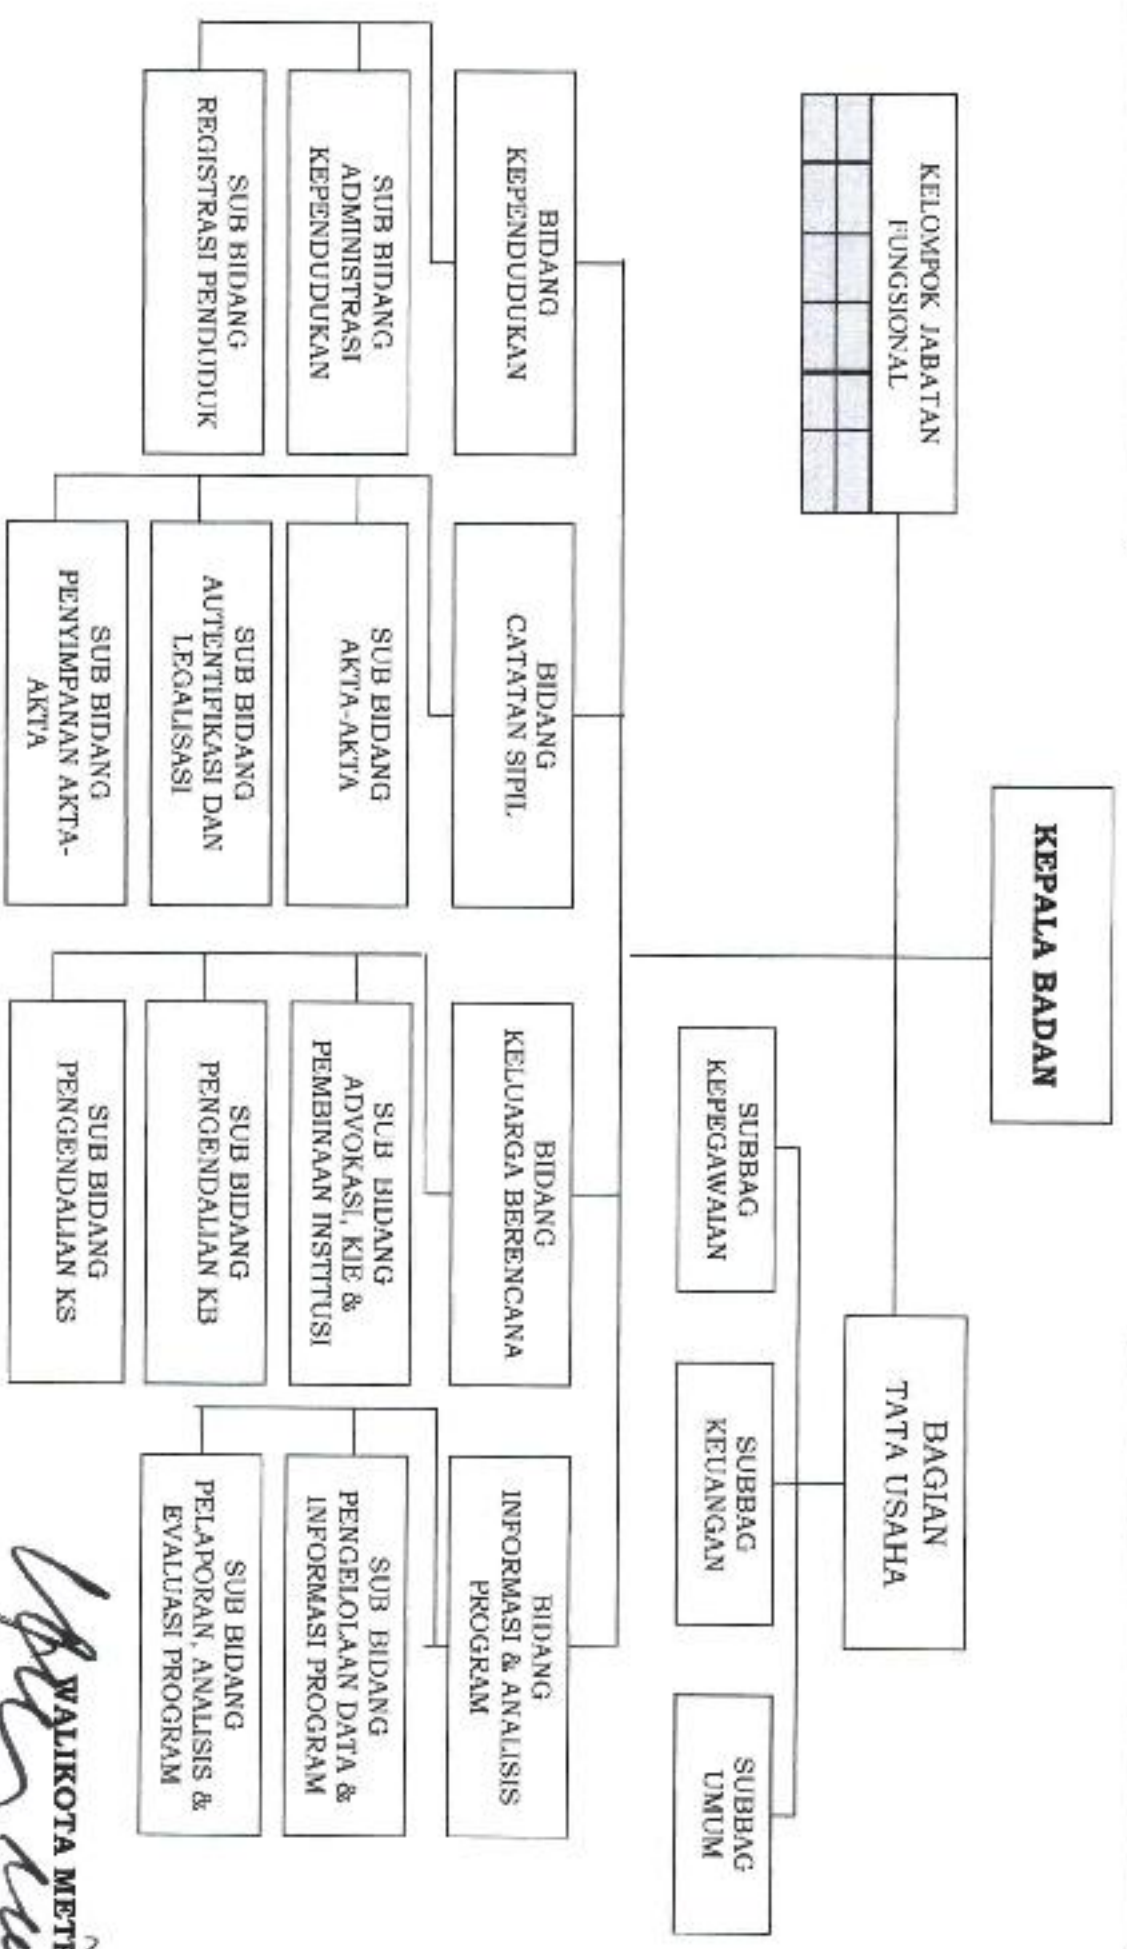 KEPALA BADAN
KELOMPOK JABATAN
FUNGSIONAL
BAGIAN
TATA USAHA
SUBBAG
KEPEGAWAIAN
SUBBAG
KEUANGAN
SUBBAG
UMUM
BIDANG
KEPENDUDUKAN
SUB BIDANG
ADMINISTRASI
KEPENDUDUKAN
SUB BIDANG
REGISTRASI PENDUDUK
BIDANG
CATATAN SIPIL
SUB BIDANG
AKTA-AKTA
SUB BIDANG
AUTENTIFIKASI DAN
LEGALISASI
SUB BIDANG
PENYIMPANAN AKTA-
AKTA
BIDANG
KELUARGA BERENCANA
SUB BIDANG
ADVOKASI, KIE &
PEMBINAAN INSTITUSI
SUB BIDANG
PENGENDALIAN KB
SUB BIDANG
PENGENDALIAN KS
BIDANG
INFORMASI & ANALISIS
PROGRAM
SUB BIDANG
PENGELOLAAN DATA &
INFORMASI PROGRAM
SUB BIDANG
PELAPORAN, ANALISIS &
EVALUASI PROGRAM
WALIKOTA